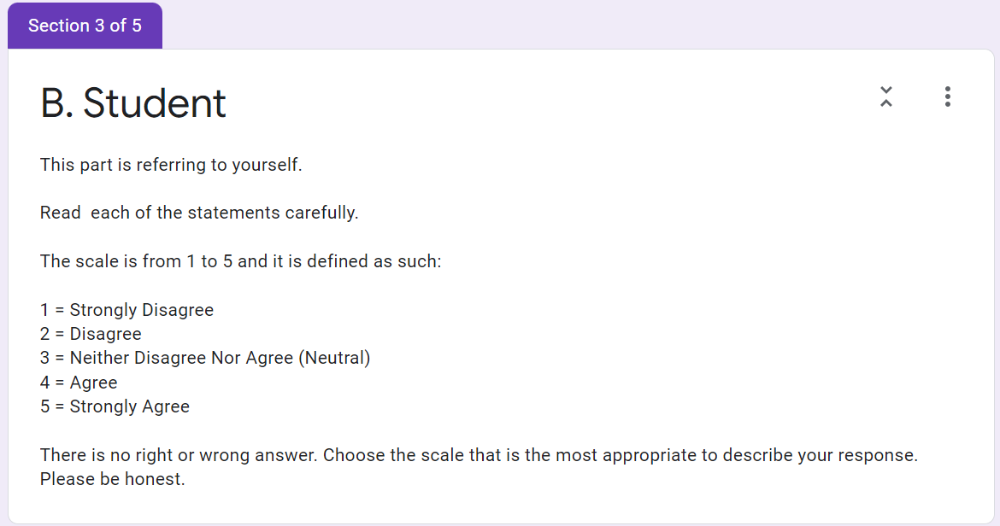 Section 3 of 5
B. Student
This part is referring to yourself.
Read  each of the statements carefully.
The scale is from 1 to 5 and it is defined as such:
1 = Strongly Disagree
2 = Disagree
3 = Neither Disagree Nor Agree (Neutral)
4 = Agree
5 = Strongly Agree
There is no right or wrong answer. Choose the scale that is the most appropriate to describe your response.
Please be honest.